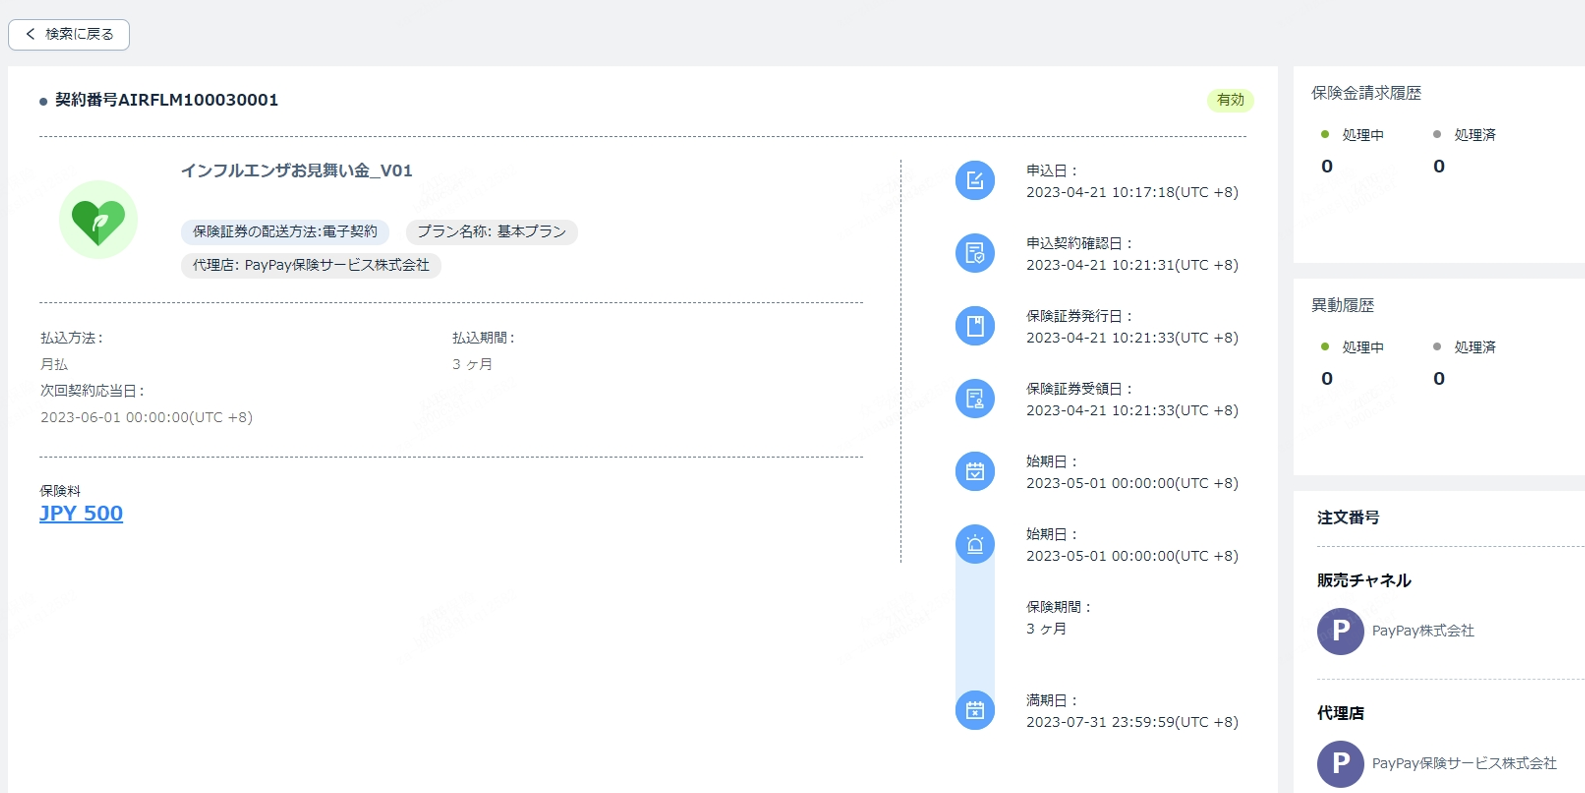 検索に戻る
契約番号AIRFLM100030001
有効
インフルエンザお見舞い金_V01
保険証券の配送方法:電子契約
プラン名称: 基本プラン
代理店: PayPay保険サービス株式会社
払込方法：
月払
払込期間：
3 ヶ月
次回契約応当日：
2023-06-01 00:00:00(UTC +8)
保険料
JPY 500
申込日：
2023-04-21 10:17:18(UTC +8)
申込契約確認日：
2023-04-21 10:21:31(UTC +8)
保険証券発行日：
2023-04-21 10:21:33(UTC +8)
保険証券受領日：
2023-04-21 10:21:33(UTC +8)
始期日：
2023-05-01 00:00:00(UTC +8)
始期日：
2023-05-01 00:00:00(UTC +8)
保険期間：
3 ヶ月
満期日：
2023-07-31 23:59:59(UTC +8)
保険金請求履歴
処理中
処理済
0
0
異動履歴
処理中
処理済
0
0
注文番号
販売チャネル
P
PayPay株式会社
代理店
P
PayPay保険サービス株式会社